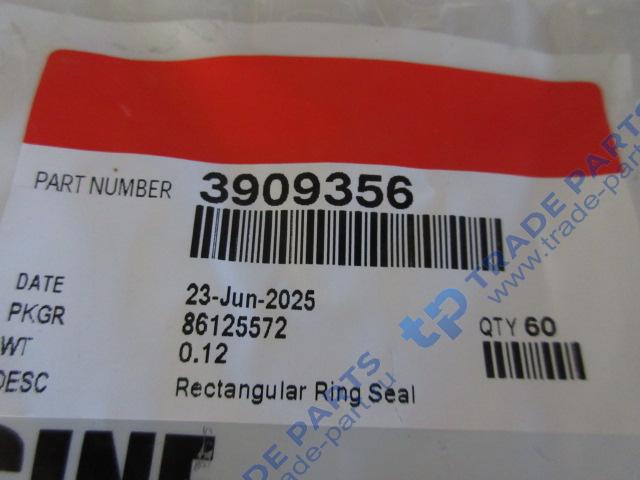 PART NUMBER 3909356
DATE 23-Jun-2025
PKGR 86125572
WT 0.12
QTY 60
DESC Rectangular Ring Seal
TRADE PARTS
www.trade-parts.ru
tp